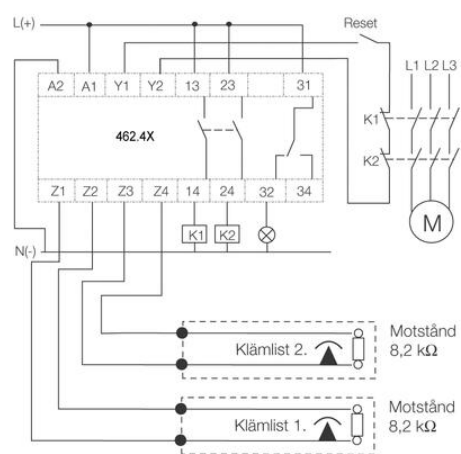 L(+)
Reset
L1 L2 L3
A2 A1 Y1 Y2 13 23 31
462.4X
K1
K2
Z1 Z2 Z3 Z4 14 24 32 34
K1 K2
M
N(-)
Klämlist 2.
Motstånd
8,2 kΩ
Klämlist 1.
Motstånd
8,2 kΩ